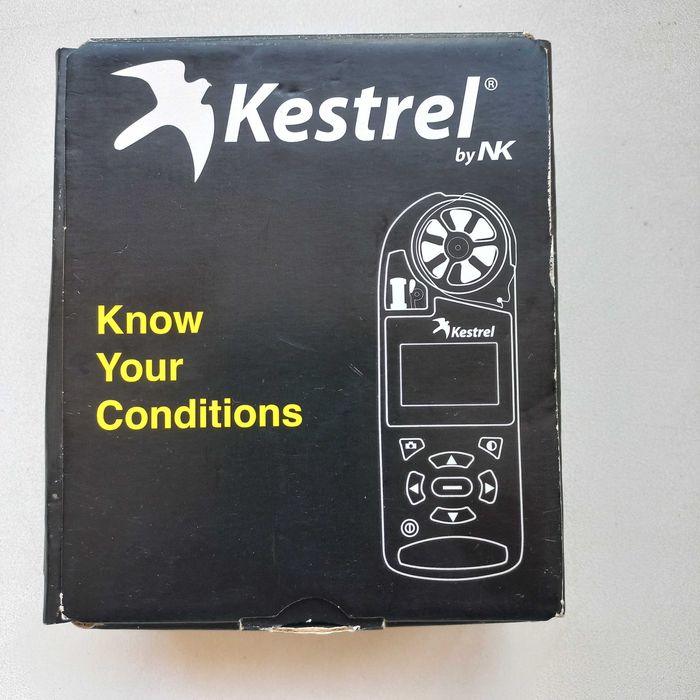 Kestrel®
by NK
Know
Your
Conditions
Kestrel